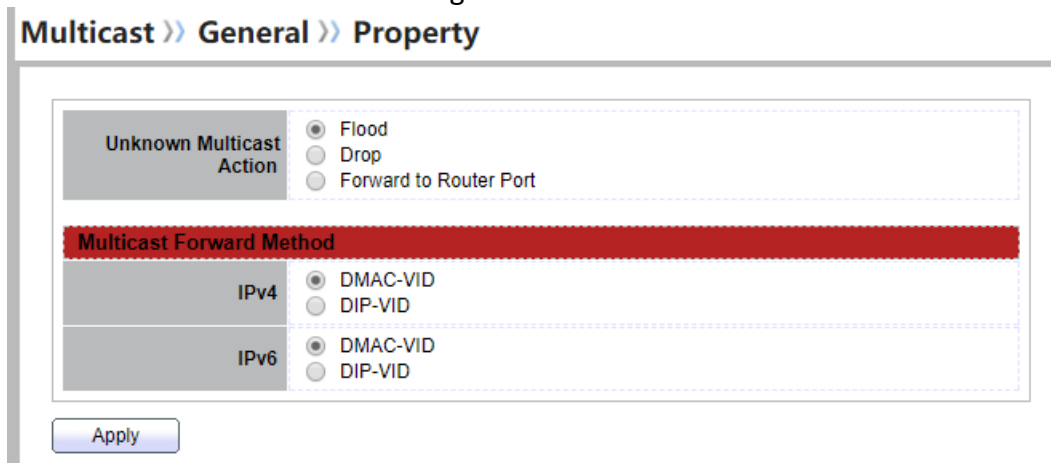 Multicast 》 General 》 Property
Unknown Multicast
Action
Flood
Drop
Forward to Router Port
Multicast Forward Method
IPv4
DMAC-VID
DIP-VID
IPv6
DMAC-VID
DIP-VID
Apply